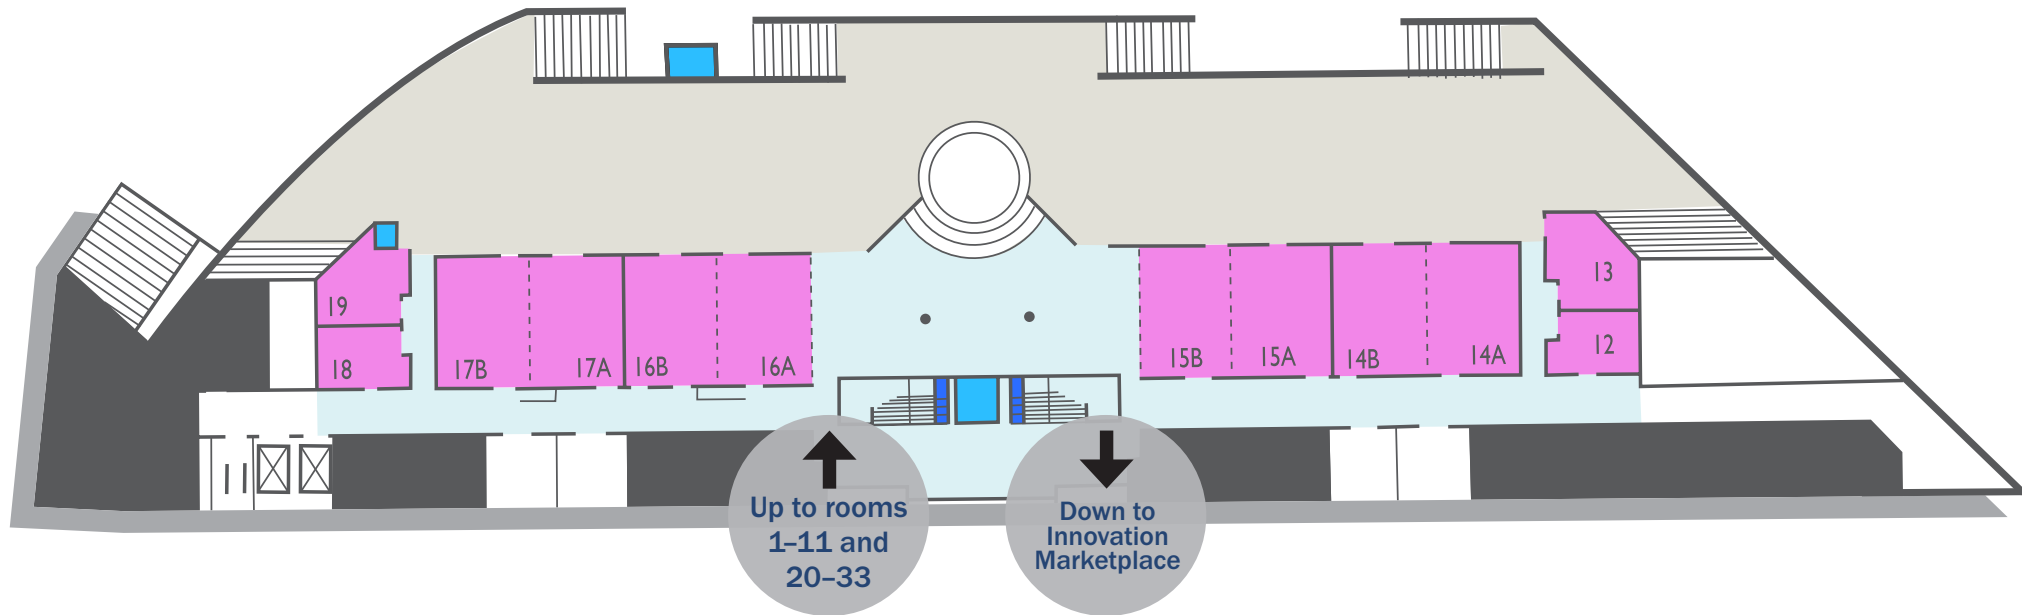 13
19
12
18
17B
17A
16B
16A
15B
15A
14B
14A
Up to rooms
1–11 and
20–33
Down to
Innovation
Marketplace